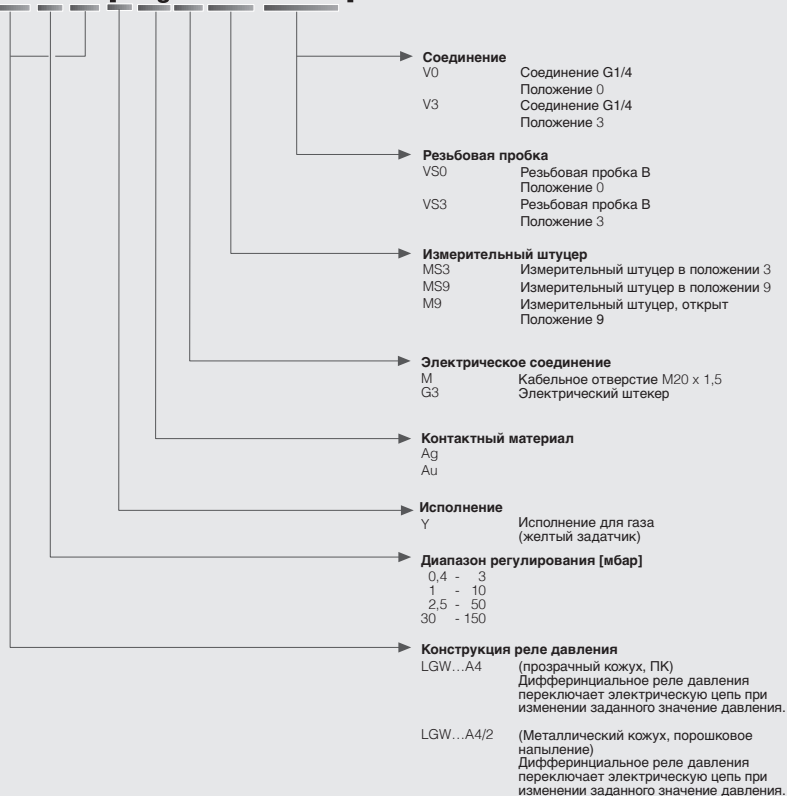 Соединение
V0 Соединение G1/4
Положение 0
V3 Соединение G1/4
Положение 3
Резьбовая пробка
VS0 Резьбовая пробка В
Положение 0
VS3 Резьбовая пробка В
Положение 3
Измерительный штуцер
MS3 Измерительный штуцер в положении 3
MS9 Измерительный штуцер в положении 9
M9 Измерительный штуцер, открыт
Положение 9
Электрическое соединение
M Кабельное отверстие M20 x 1,5
G3 Электрический штекер
Контактный материал
Ag
Au
Исполнение
Y Исполнение для газа
(желтый задатчик)
Диапазон регулирования [мбар]
0,4 - 3
1 - 10
2,5 - 50
30 - 150
Конструкция реле давления
LGW…A4 (прозрачный кожух, ПК)
Дифферинциальное реле давления
переключает электрическую цепь при
изменении заданного значение давления.
LGW…A4/2 (Металлический кожух, порошковое
напыление)
Дифферинциальное реле давления
переключает электрическую цепь при
изменении заданного значение давления.